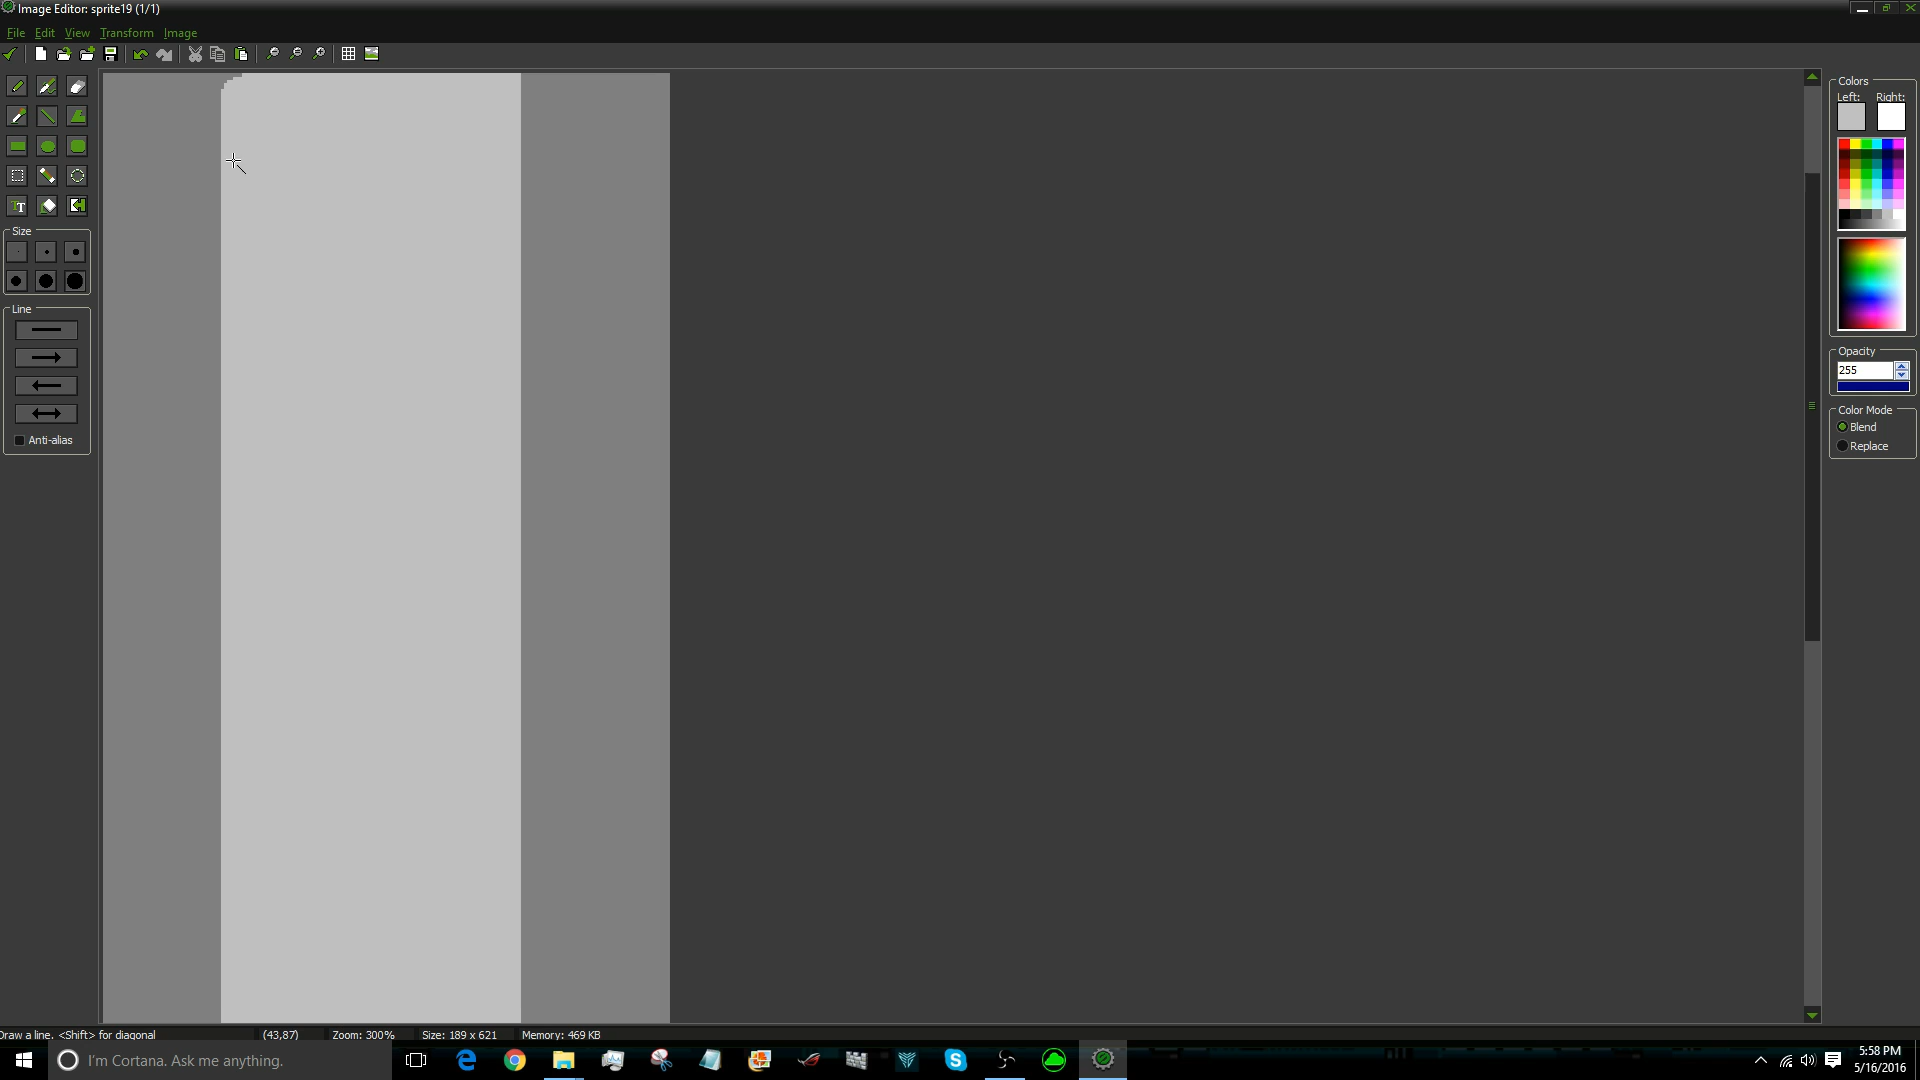 Image Editor: sprite19 (1/1)
File Edit View Transform Image
Colors
Left: Right:
TT
Size
Line
Anti-alias
Opacity
255
Color Mode
Blend
Replace
Draw a line. <Shift> for diagonal (43,87) Zoom: 300% Size: 189 x 621 Memory: 469 KB
I'm Cortana. Ask me anything.
5:58 PM
5/16/2016